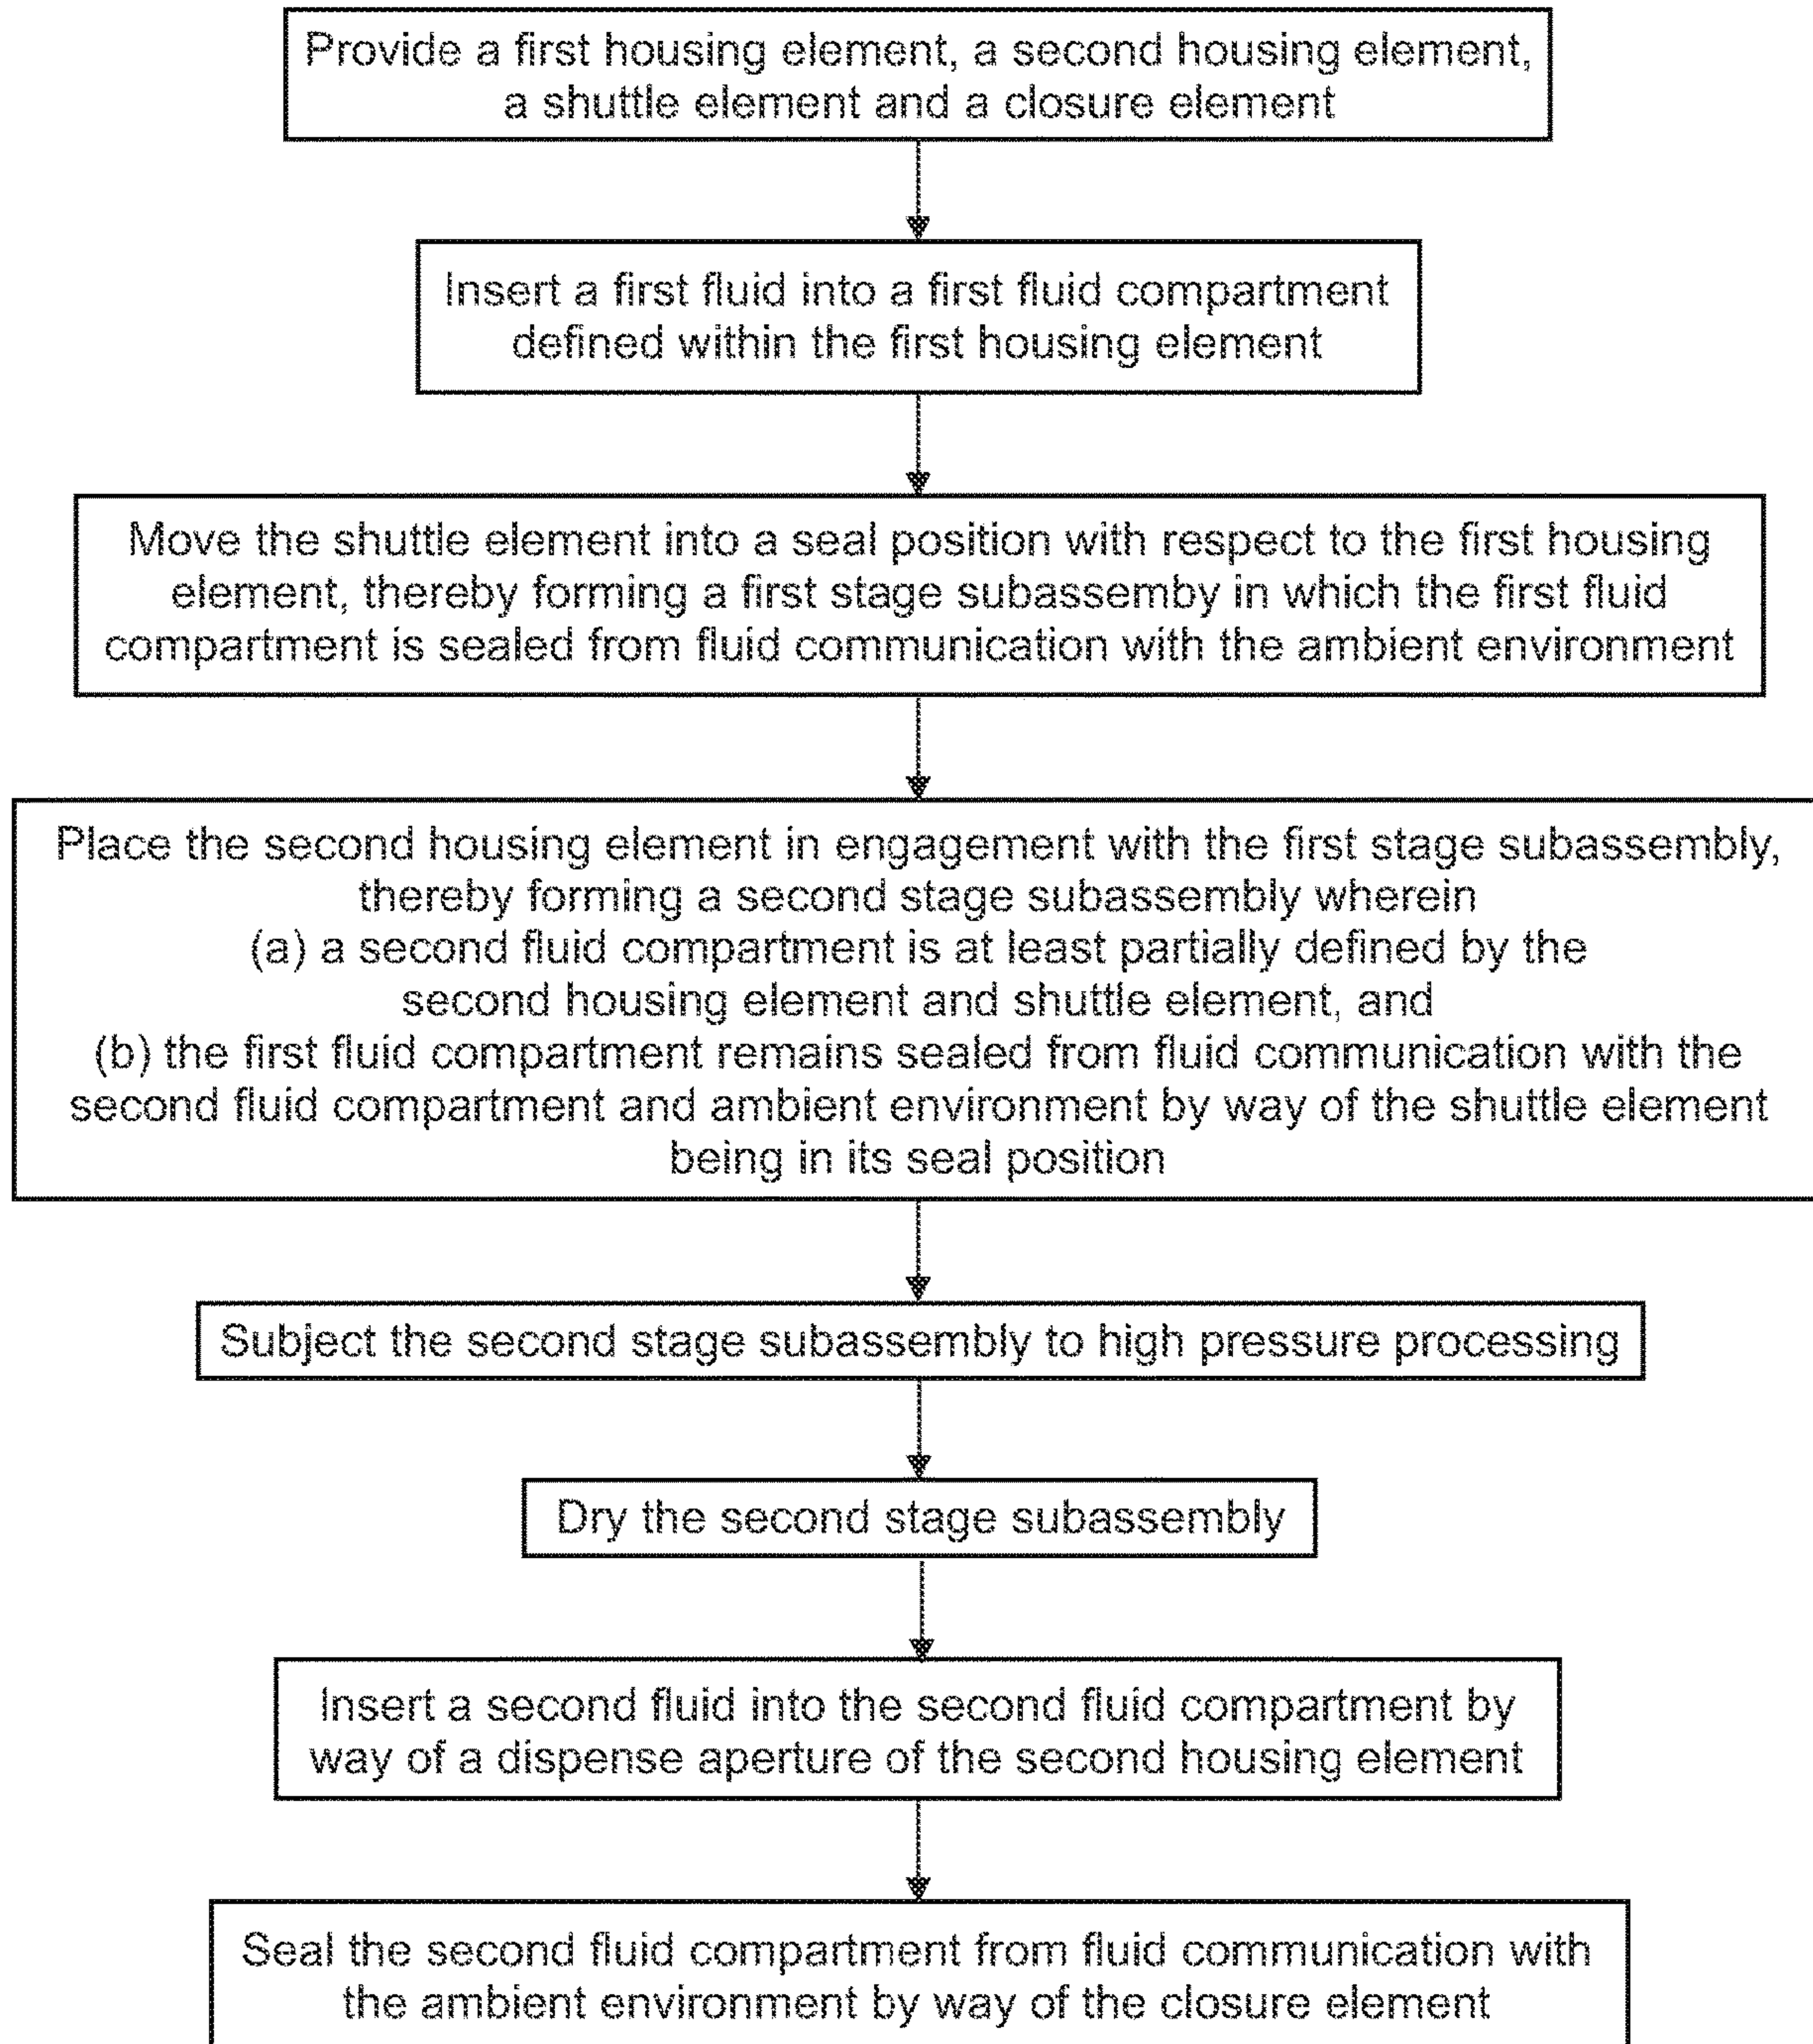 Provide a first housing element, a second housing element,
a shuttle element and a closure element
Insert a first fluid into a first fluid compartment
defined within the first housing element
Move the shuttle element into a seal position with respect to the first housing
element, thereby forming a first stage subassemby in which the first fluid
compartment is sealed from fluid communication with the ambient environment
Place the second housing element in engagement with the first stage subassembly,
thereby forming a second stage subassembly wherein
(a) a second fluid compartment is at least partially defined by the
second housing element and shuttle element, and
(b) the first fluid compartment remains sealed from fluid communication with the
second fluid compartment and ambient environment by way of the shuttle element
being in its seal position
Subject the second stage subassembly to high pressure processing
Dry the second stage subassembly
Insert a second fluid into the second fluid compartment by
way of a dispense aperture of the second housing element
Seal the second fluid compartment from fluid communication with
the ambient environment by way of the closure element